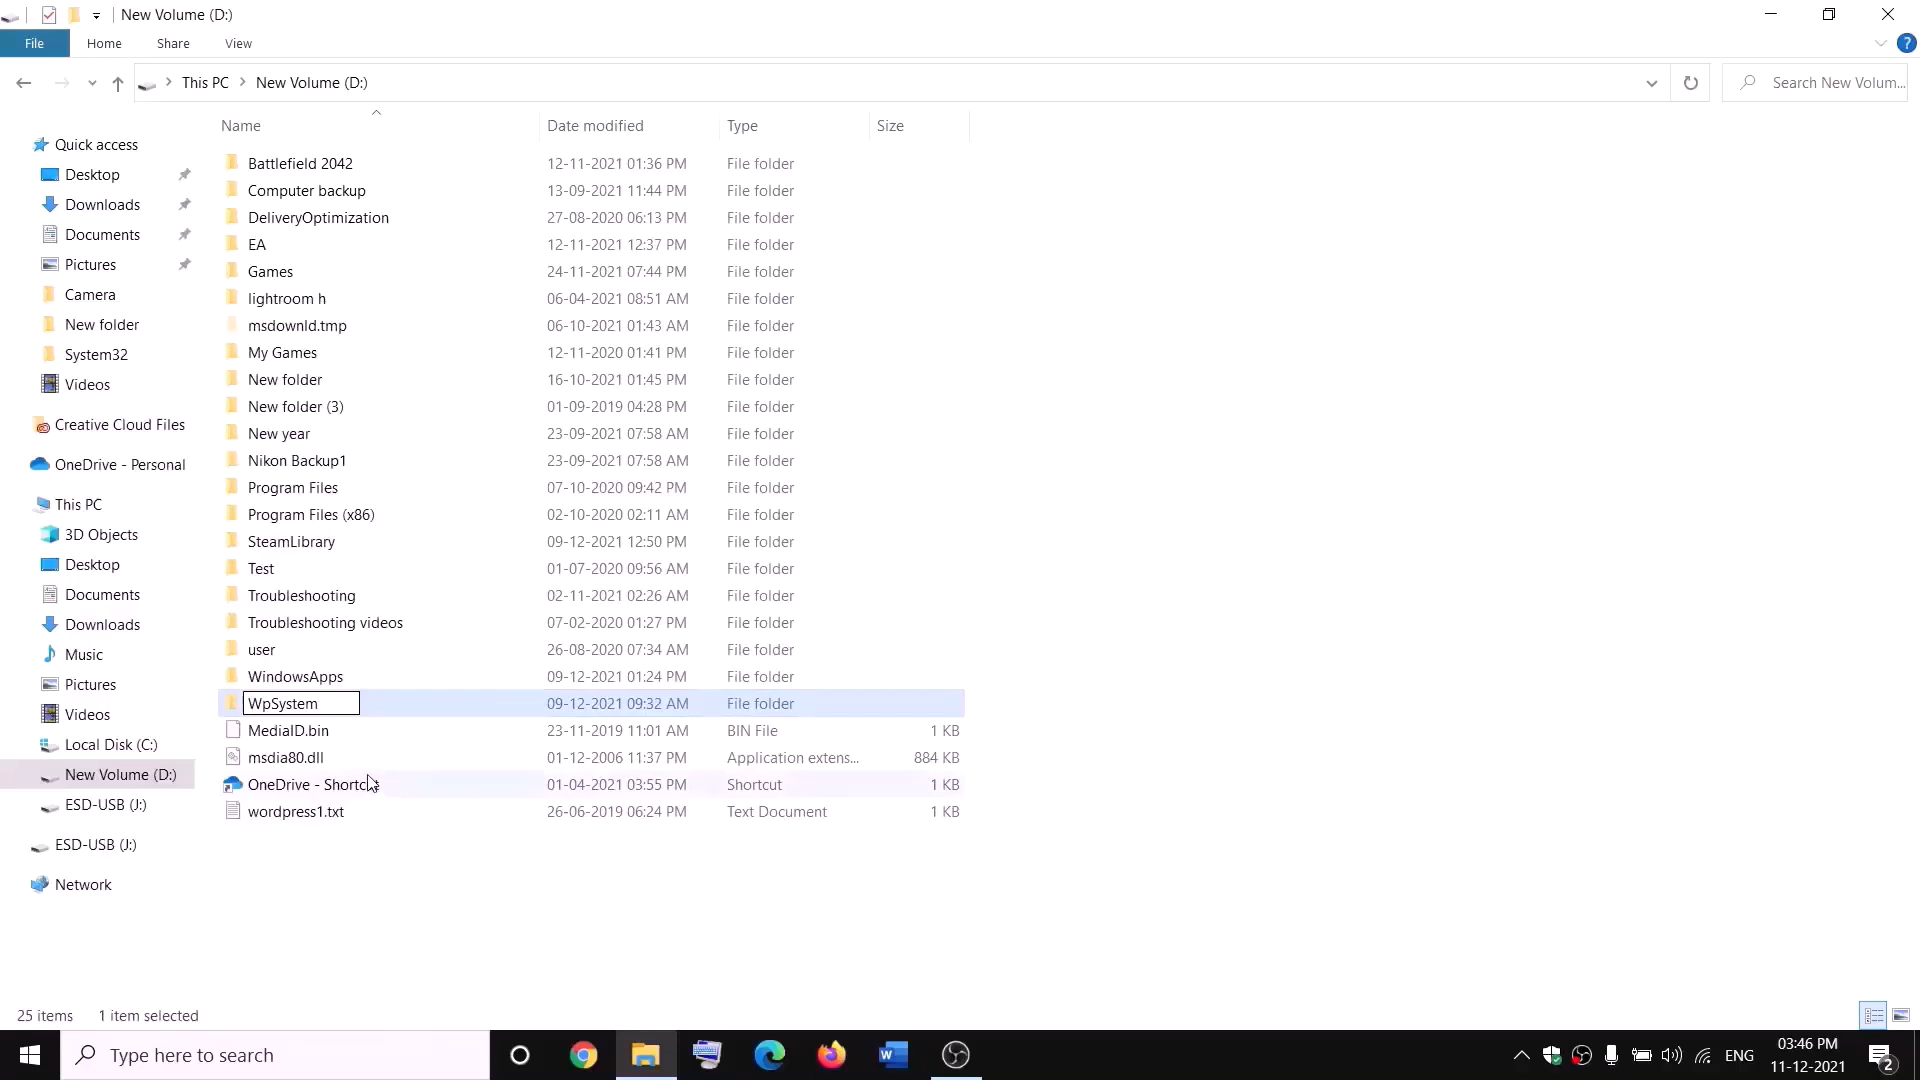 New Volume (D:)
File Home Share View
This PC New Volume (D:) Search New Volum...
Name Date modified Type Size
Quick access
Desktop
Downloads
Documents
Pictures
Camera
New folder
System32
Videos
Creative Cloud Files
OneDrive - Personal
This PC
3D Objects
Desktop
Documents
Downloads
Music
Pictures
Videos
Local Disk (C:)
New Volume (D:)
ESD-USB (J:)
ESD-USB (J:)
Network
Battlefield 2042 12-11-2021 01:36 PM File folder
Computer backup 13-09-2021 11:44 PM File folder
DeliveryOptimization 27-08-2020 06:13 PM File folder
EA 12-11-2021 12:37 PM File folder
Games 24-11-2021 07:44 PM File folder
lightroom h 06-04-2021 08:51 AM File folder
msdownld.tmp 06-10-2021 01:43 AM File folder
My Games 12-11-2020 01:41 PM File folder
New folder 16-10-2021 01:45 PM File folder
New folder (3) 01-09-2019 04:28 PM File folder
New year 23-09-2021 07:58 AM File folder
Nikon Backup1 23-09-2021 07:58 AM File folder
Program Files 07-10-2020 09:42 PM File folder
Program Files (x86) 02-10-2020 02:11 AM File folder
SteamLibrary 09-12-2021 12:50 PM File folder
Test 01-07-2020 09:56 AM File folder
Troubleshooting 02-11-2021 02:26 AM File folder
Troubleshooting videos 07-02-2020 01:27 PM File folder
user 26-08-2020 07:34 AM File folder
WindowsApps 09-12-2021 01:24 PM File folder
WpSystem 09-12-2021 09:32 AM File folder
MediaID.bin 23-11-2019 11:01 AM BIN File 1 KB
msdia80.dll 01-12-2006 11:37 PM Application extens... 884 KB
OneDrive - Shortcut 01-04-2021 03:55 PM Shortcut 1 KB
wordpress1.txt 26-06-2019 06:24 PM Text Document 1 KB
25 items 1 item selected
Type here to search
ENG
03:46 PM
11-12-2021
2